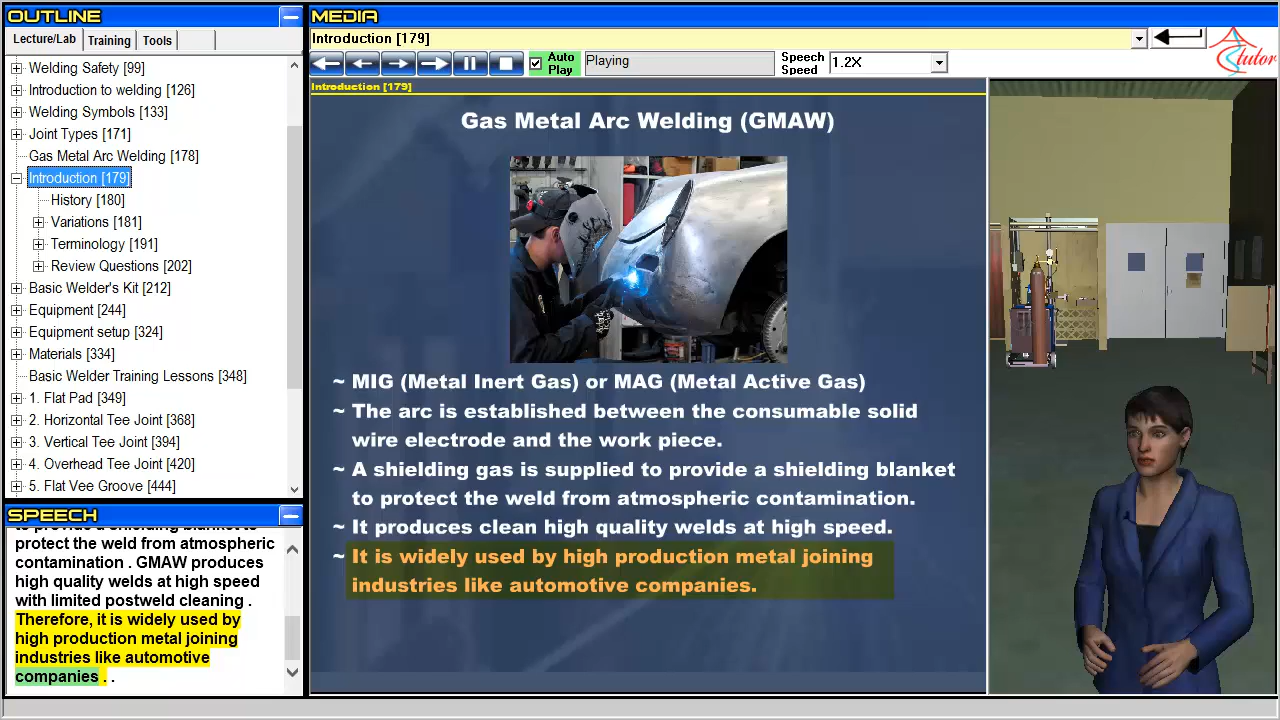 OUTLINE
Lecture/Lab
Training
Tools
Welding Safety [99]
Introduction to welding [126]
Welding Symbols [133]
Joint Types [171]
Gas Metal Arc Welding [178]
Introduction [179]
History [180]
Variations [181]
Terminology [191]
Review Questions [202]
Basic Welder's Kit [212]
Equipment [244]
Equipment setup [324]
Materials [334]
Basic Welder Training Lessons [348]
1. Flat Pad [349]
2. Horizontal Tee Joint [368]
3. Vertical Tee Joint [394]
4. Overhead Tee Joint [420]
5. Flat Vee Groove [444]
SPEECH
protect the weld from atmospheric
contamination . GMAW produces
high quality welds at high speed
with limited postweld cleaning .
Therefore, it is widely used by
high production metal joining
industries like automotive
companies . .
MEDIA
Introduction [179]
Auto
Play
Playing
Speech
Speed
1.2X
tutor
Introduction [179]
Gas Metal Arc Welding (GMAW)
~ MIG (Metal Inert Gas) or MAG (Metal Active Gas)
~ The arc is established between the consumable solid
wire electrode and the work piece.
~ A shielding gas is supplied to provide a shielding blanket
to protect the weld from atmospheric contamination.
~ It produces clean high quality welds at high speed.
~ It is widely used by high production metal joining
industries like automotive companies.